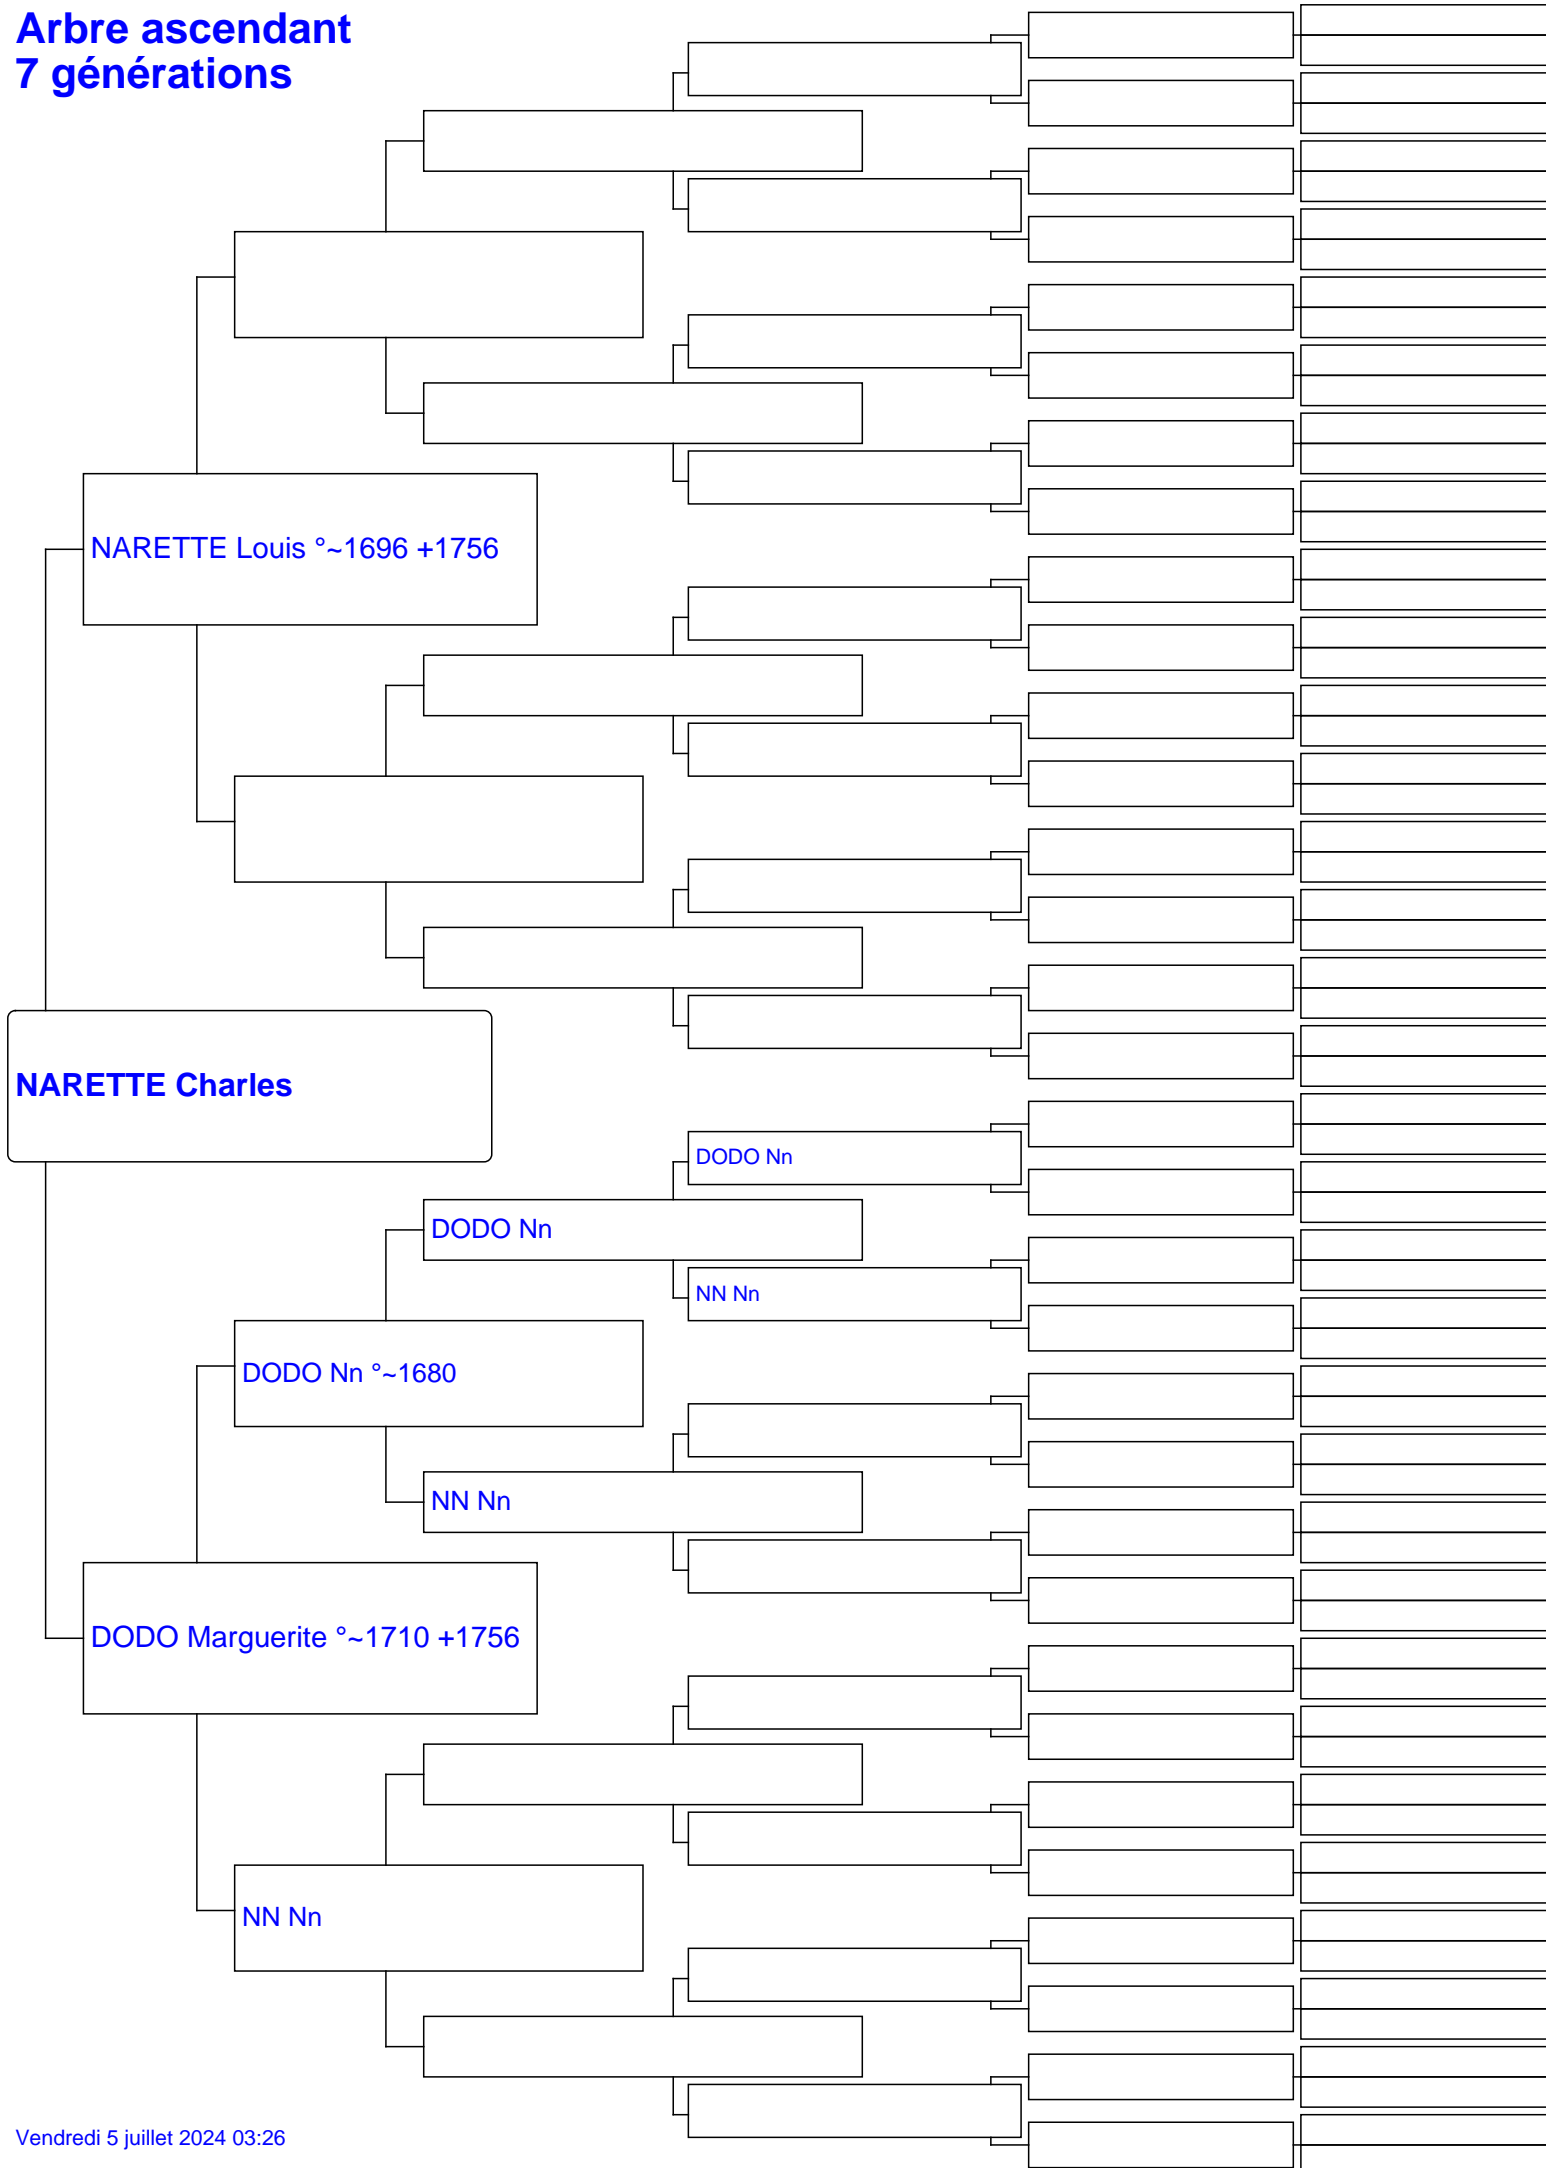 Arbre ascendant
7 générations
NARETTE Louis °~1696 +1756
NARETTE Charles
DODO Nn
DODO Nn
NN Nn
DODO Nn °~1680
NN Nn
DODO Marguerite °~1710 +1756
NN Nn
Vendredi 5 juillet 2024 03:26